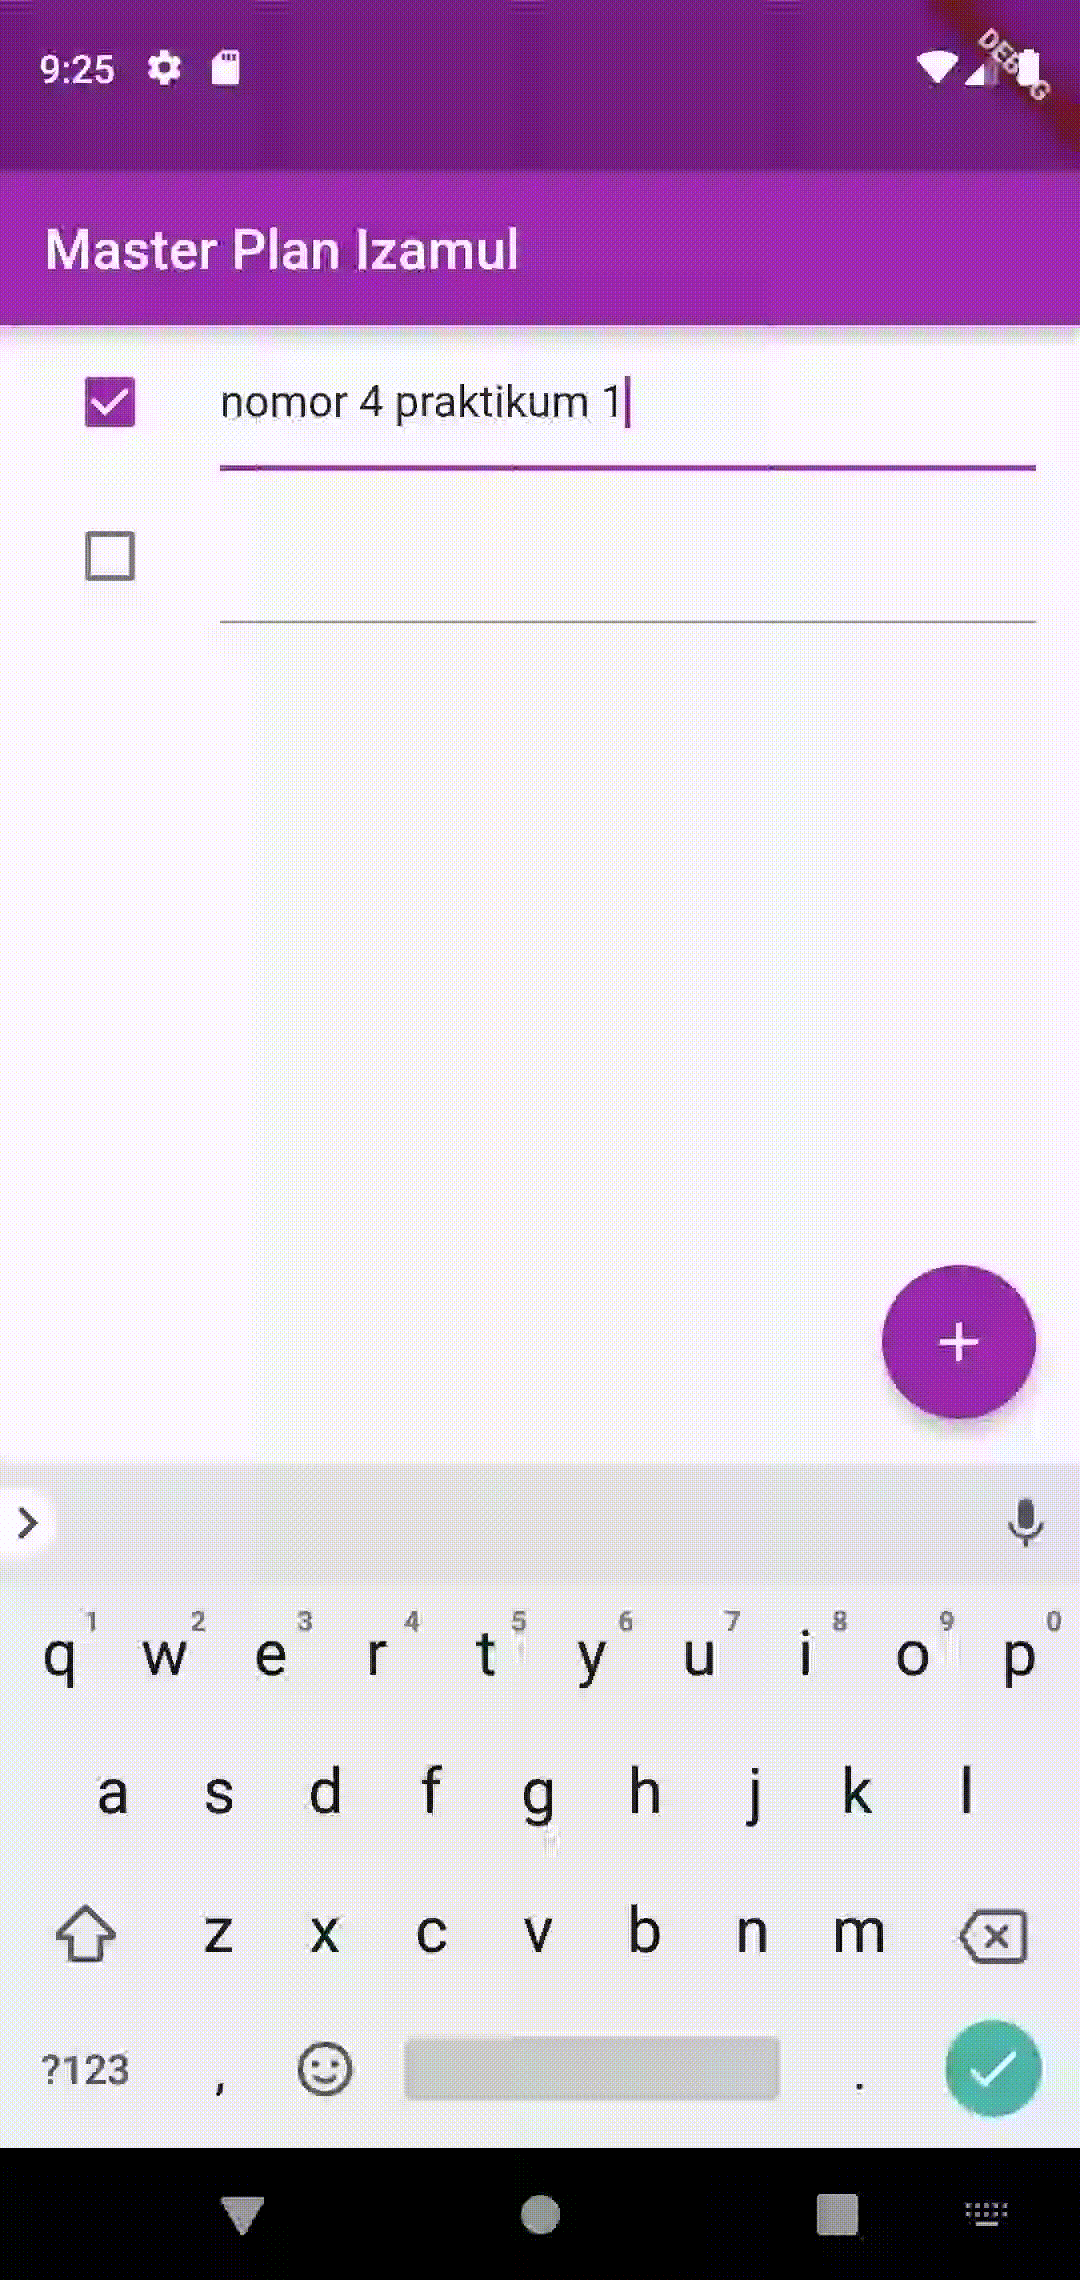 9:25
DEBUG
Master Plan Izamul
nomor 4 praktikum 1
1 2 3 4 5 6 7 8 9 0
q w e r t y u i o p
a s d f g h j k l
z x c v b n m
?123 , .